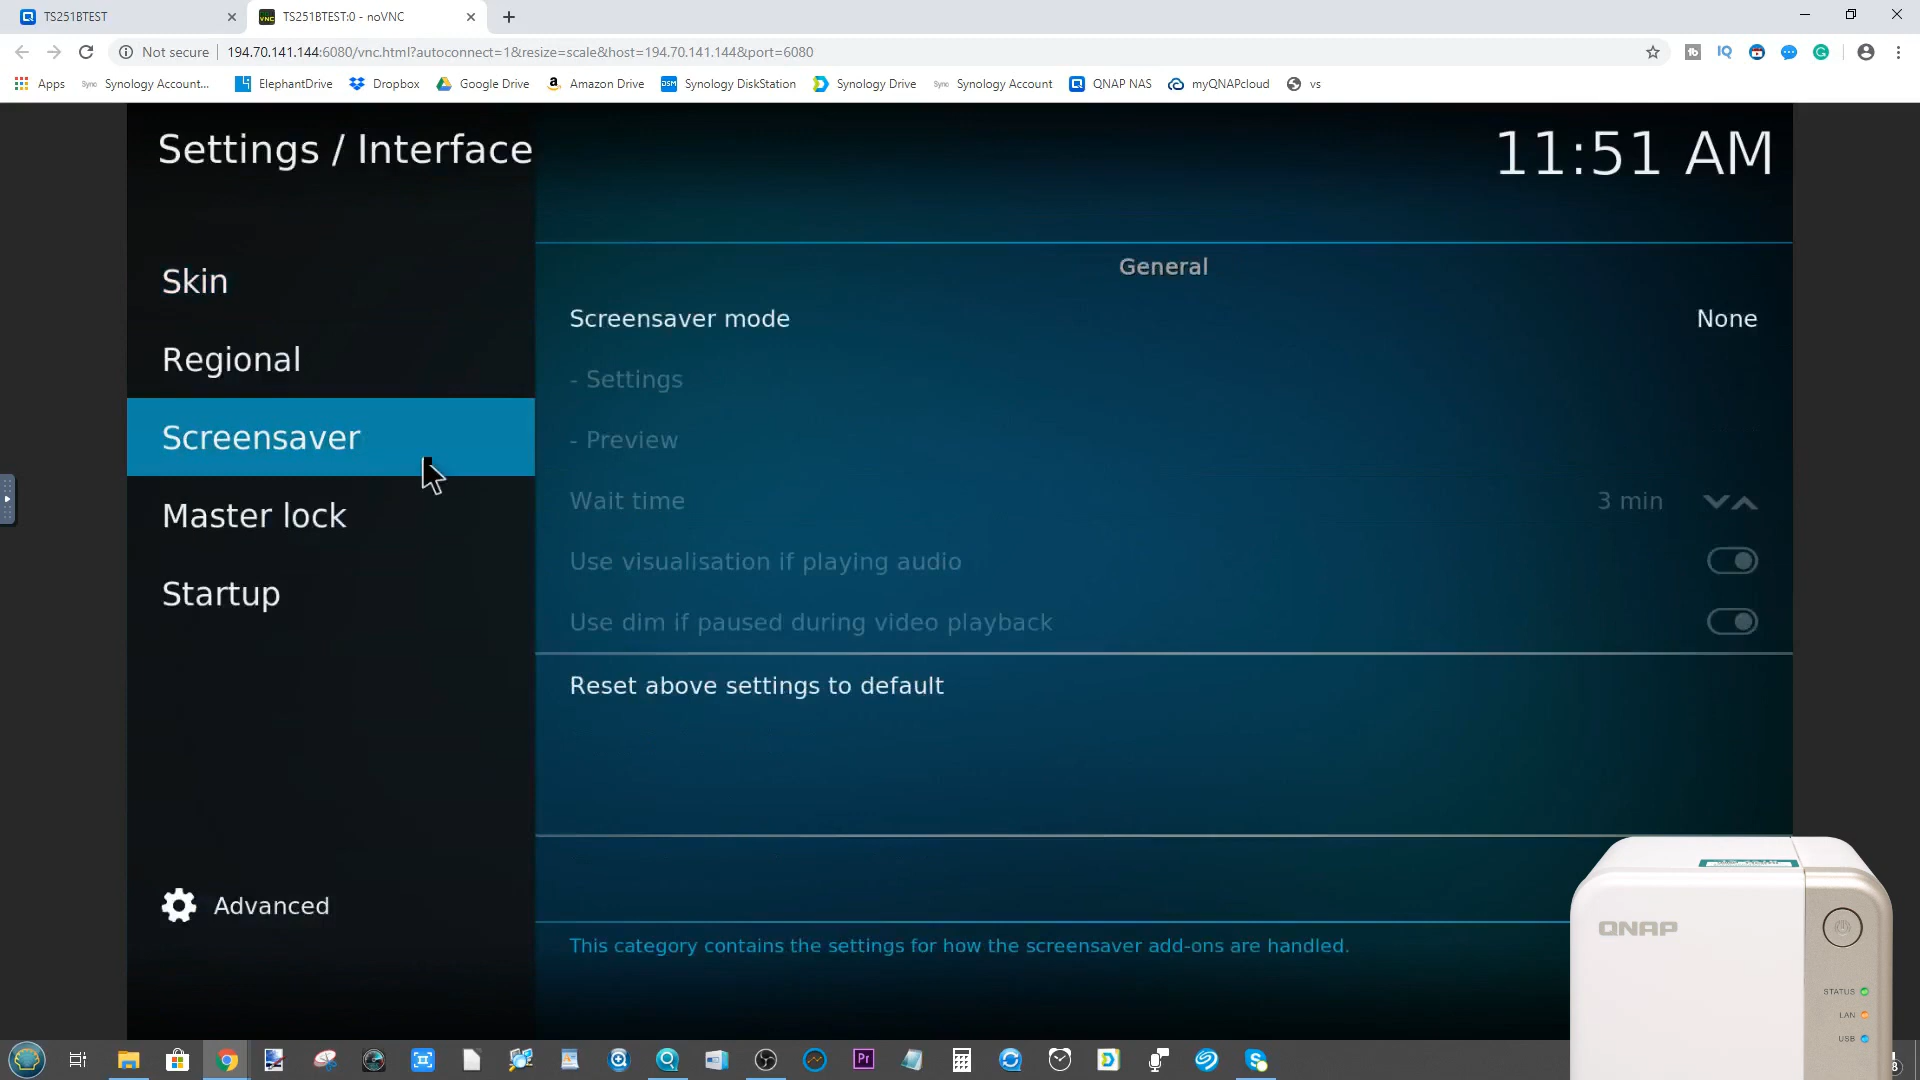 TS251BTEST
TS251BTEST:0 - noVNC
Not secure
194.70.141.144:6080/vnc.html?autoconnect=1&resize=scale&host=194.70.141.144&port=6080
Apps
Synology Account...
ElephantDrive
Dropbox
Google Drive
Amazon Drive
Synology DiskStation
Synology Drive
Synology Account
QNAP NAS
myQNAPcloud
vs
Settings / Interface
11:51 AM
Skin
Regional
Screensaver
Master lock
Startup
Advanced
General
Screensaver mode
None
- Settings
- Preview
Wait time
3 min
Use visualisation if playing audio
Use dim if paused during video playback
Reset above settings to default
This category contains the settings for how the screensaver add-ons are handled.
QNAP
STATUS
LAN
USB
Pr